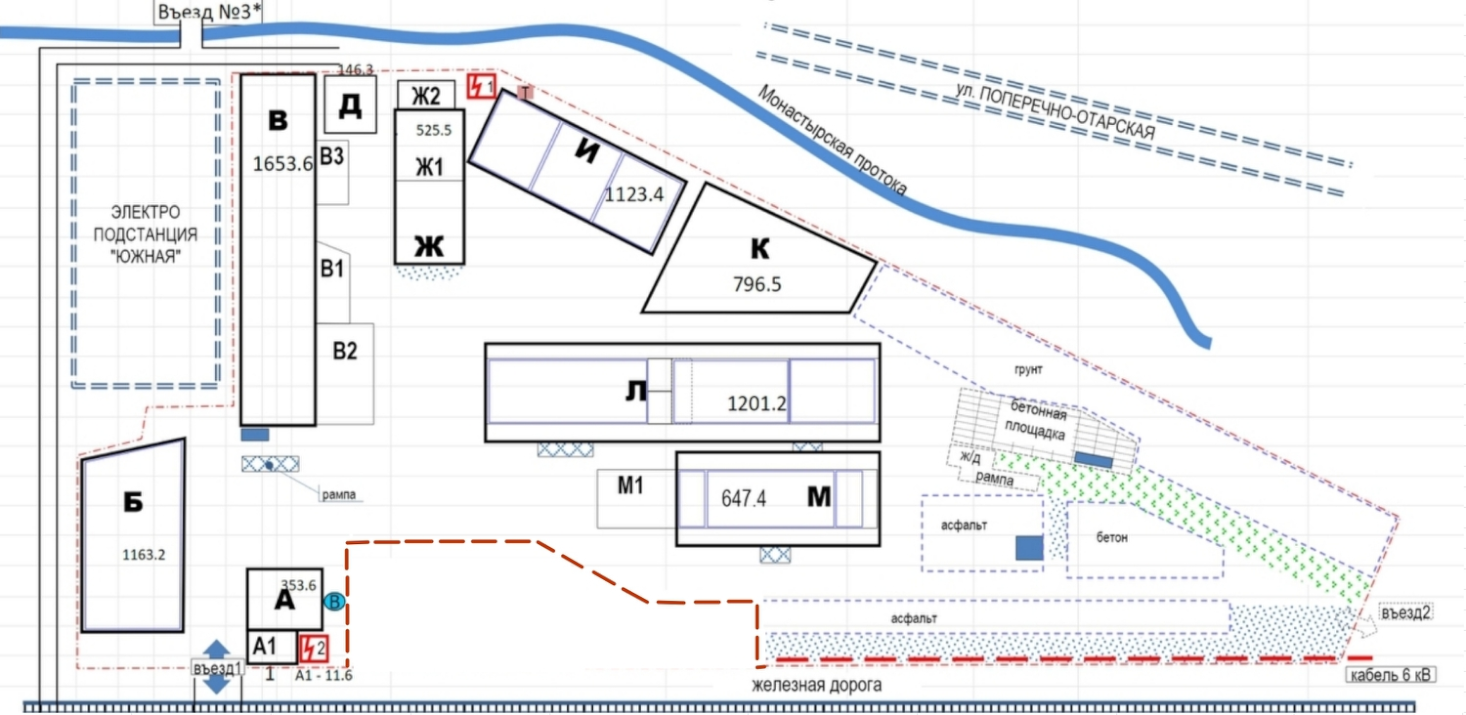 Въезд №3*
ул. ПОПЕРЕЧНО-ОТАРСКАЯ
Монастырская протока
ЭЛЕКТРО
ПОДСТАНЦИЯ
"ЮЖНАЯ"
В
1653.6
146.3
Д
В3
В1
В2
Ж2
525.5
Ж1
Ж
1
Т
И
1123.4
К
796.5
Л
1201.2
М1
647.4
М
рампа
Б
1163.2
353.6
А
В
А1
2
въезд1
1
А1 - 11.6
грунт
бетонная
площадка
ж/д
рампа
асфальт
бетон
асфальт
въезд2
кабель 6 кВ
железная дорога